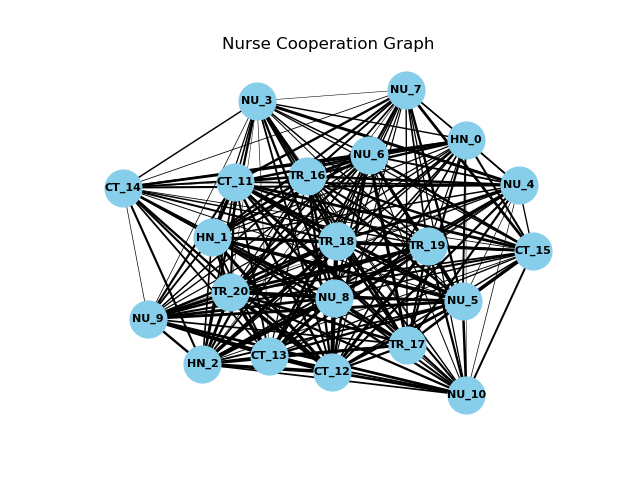 Nurse Cooperation Graph
NU_7
NU_3
HN_0
NU_6
TR_16
CT_11
NU_4
CT_14
HN_1
TR_18
TR_19
CT_15
TR_20
NU_8
NU_5
NU_9
TR_17
CT_13
HN_2
CT_12
NU_10